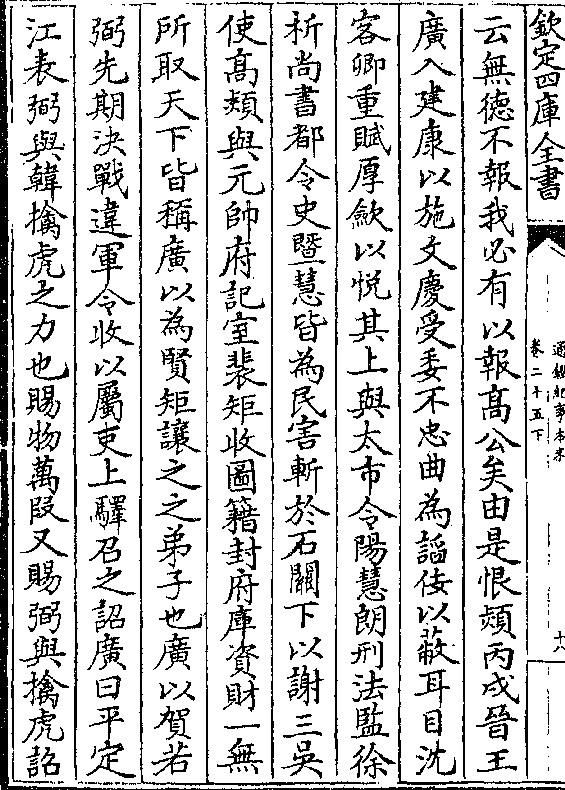 欽定四庫全書
通鑑紀事本末
卷二十五下
十六
云無德不報我必有以報髙公矣由是恨熲丙戌晉王
廣入建康以施文慶受委不忠曲為諂佞以蔽耳目沈
客卿重賦厚歛以悦其上與太市令陽慧朗刑法監徐
析尚書都令史暨慧皆為民害斬於石闕下以謝三吳
使髙熲與元帥府記室裴矩收圖籍封府庫資財一無
所取天下皆稱廣以為賢矩讓之之弟子也廣以賀若
弼先期決戰違軍令收以屬吏上驛召之詔廣曰平定
江表弼與韓擒虎之力也賜物萬段又賜弼與擒虎詔